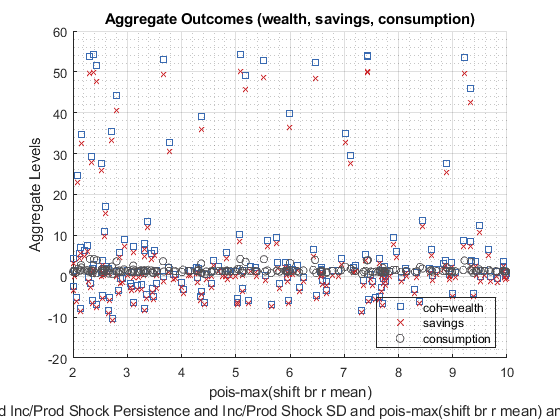 Aggregate Outcomes (wealth, savings, consumption)
60
50
40
30
20
10
0
-10
-20
Aggregate Levels
coh=wealth
savings
consumption
2 3 4 5 6 7 8 9 10
pois-max(shift br r mean)
d Inc/Prod Shock Persistence and Inc/Prod Shock SD and pois-max(shift br r mean) ar